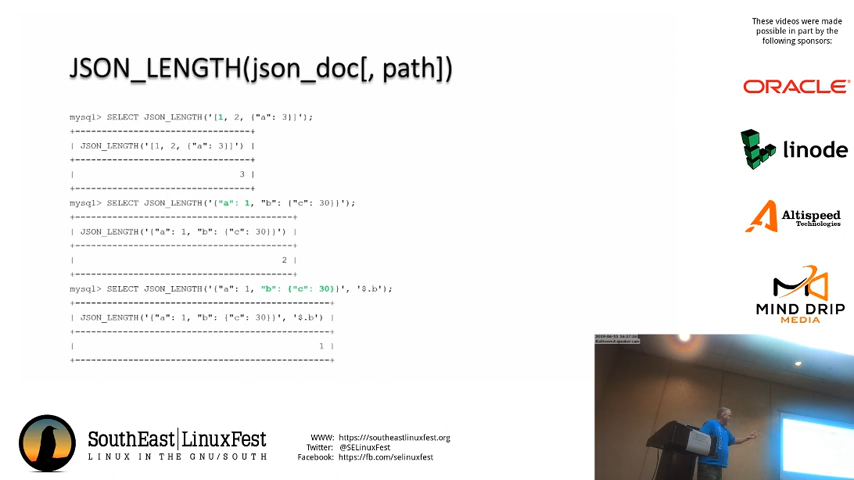 JSON_LENGTH(json_doc[, path])
mysql> SELECT JSON_LENGTH('[1, 2, {"a": 3}]');
+---------------------------------+
| JSON_LENGTH('[1, 2, {"a": 3}]') |
+---------------------------------+
| 3 |
+---------------------------------+
mysql> SELECT JSON_LENGTH('{"a": 1, "b": {"c": 30}}');
+-----------------------------------------+
| JSON_LENGTH('{"a": 1, "b": {"c": 30}}') |
+-----------------------------------------+
| 2 |
+-----------------------------------------+
mysql> SELECT JSON_LENGTH('{"a": 1, "b": {"c": 30}}', '$.b');
+------------------------------------------------+
| JSON_LENGTH('{"a": 1, "b": {"c": 30}}', '$.b') |
+------------------------------------------------+
| 1 |
+------------------------------------------------+
These videos were made
possible in part by the
following sponsors:
ORACLE
linode
Altispeed
Technologies
MIND DRIP
MEDIA
SouthEast|LinuxFest
LINUX IN THE GNU/SOUTH
WWW: https:///southeastlinuxfest.org
Twitter: @SELinuxFest
Facebook: https://fb.com/selinuxfest